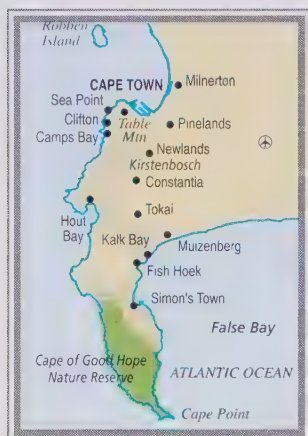 Robben
Island
CAPE TOWN
Milnerton
Sea Point
Clifton
Table
Mtn
Pinelands
Camps Bay
Newlands
Kirstenbosch
Constantia
Hout
Bay
Tokai
Kalk Bay
Muizenberg
Fish Hoek
Simon's Town
False Bay
Cape of Good Hope
Nature Reserve
ATLANTIC OCEAN
Cape Point